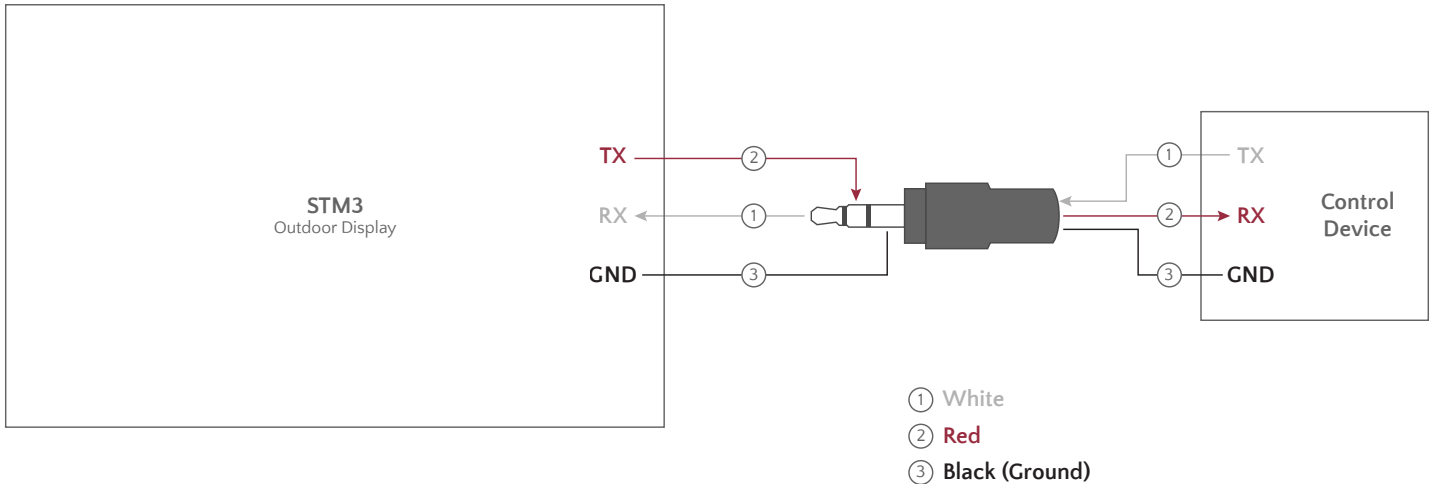 TX
2
1
TX
STM3
Outdoor Display
RX
1
2
RX
Control
Device
GND
3
3
GND
1 White
2 Red
3 Black (Ground)